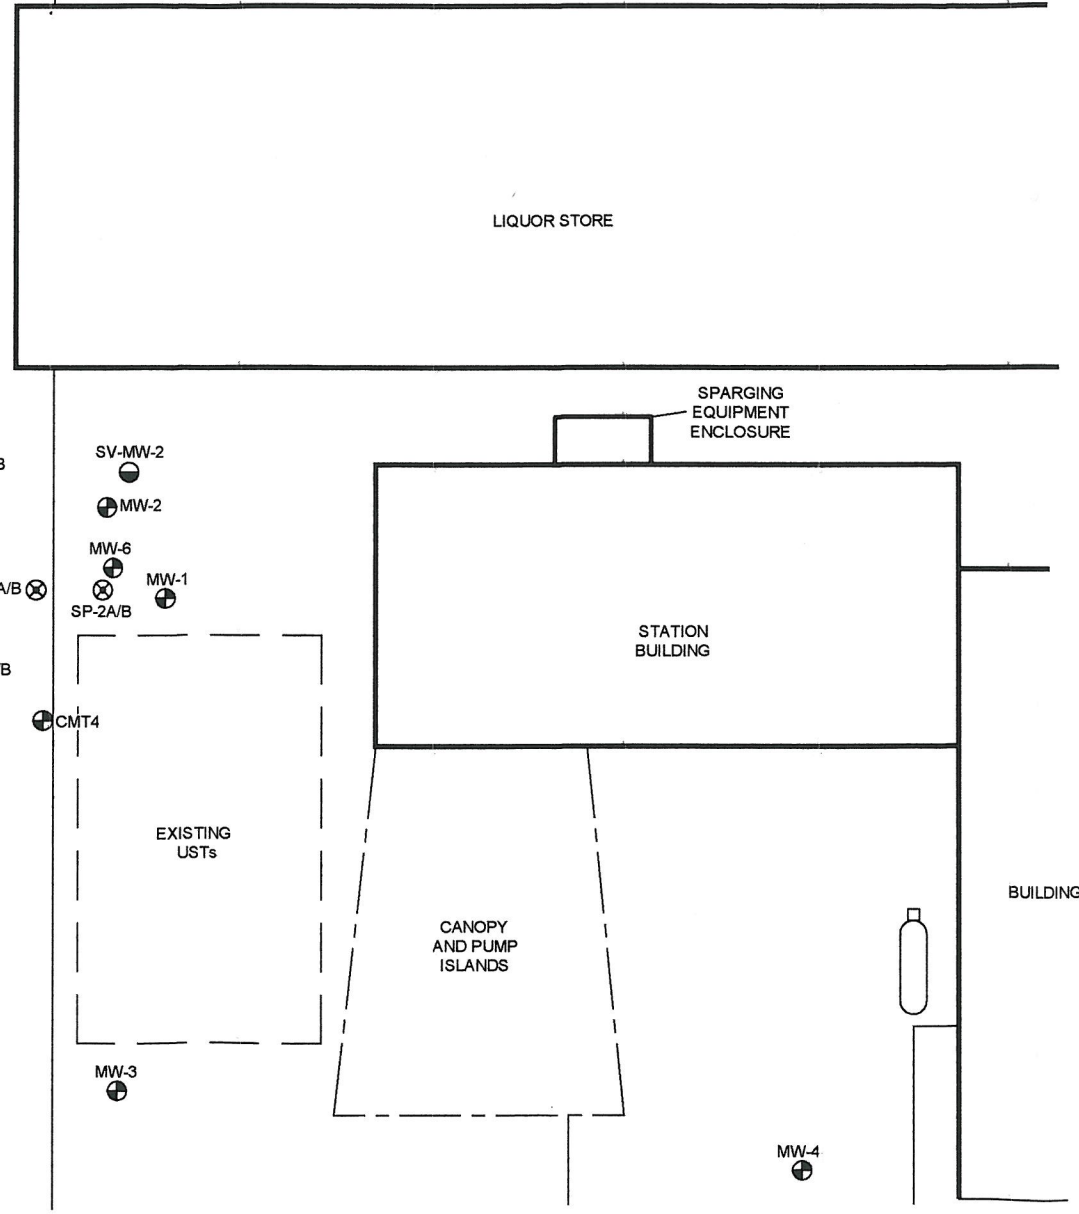 LIQUOR STORE
SPARGING
EQUIPMENT
ENCLOSURE
SV-MW-2
B
MW-2
MW-6
MW-1
A/B
SP-2A/B
STATION
BUILDING
/B
CMT4
EXISTING
USTs
BUILDING
CANOPY
AND PUMP
ISLANDS
MW-3
MW-4